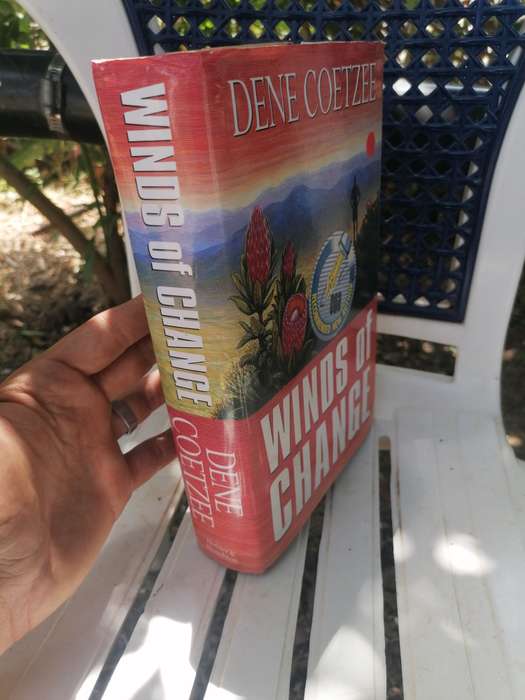 WINDS of CHANGE
DENE
COETZEE
DENE COETZEE
WINDS of
CHANGE